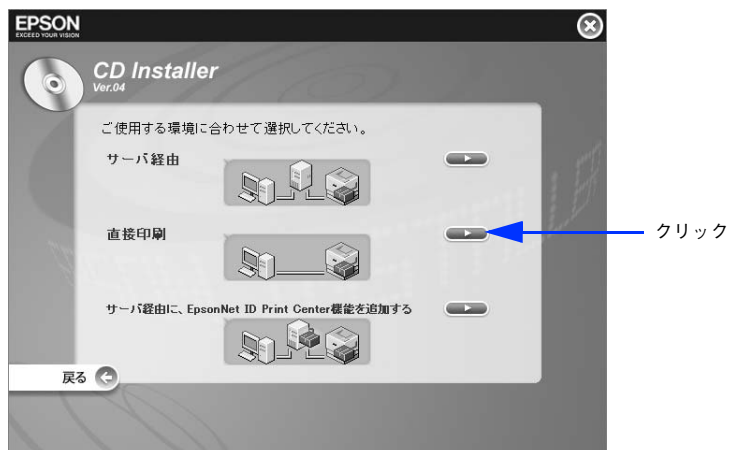 EPSON
EXCEED YOUR VISION
CD Installer
Ver.04
ご使用する環境に合わせて選択してください。
サーバ経由
直接印刷
クリック
サーバ経由に、EpsonNet ID Print Center機能を追加する
戻る